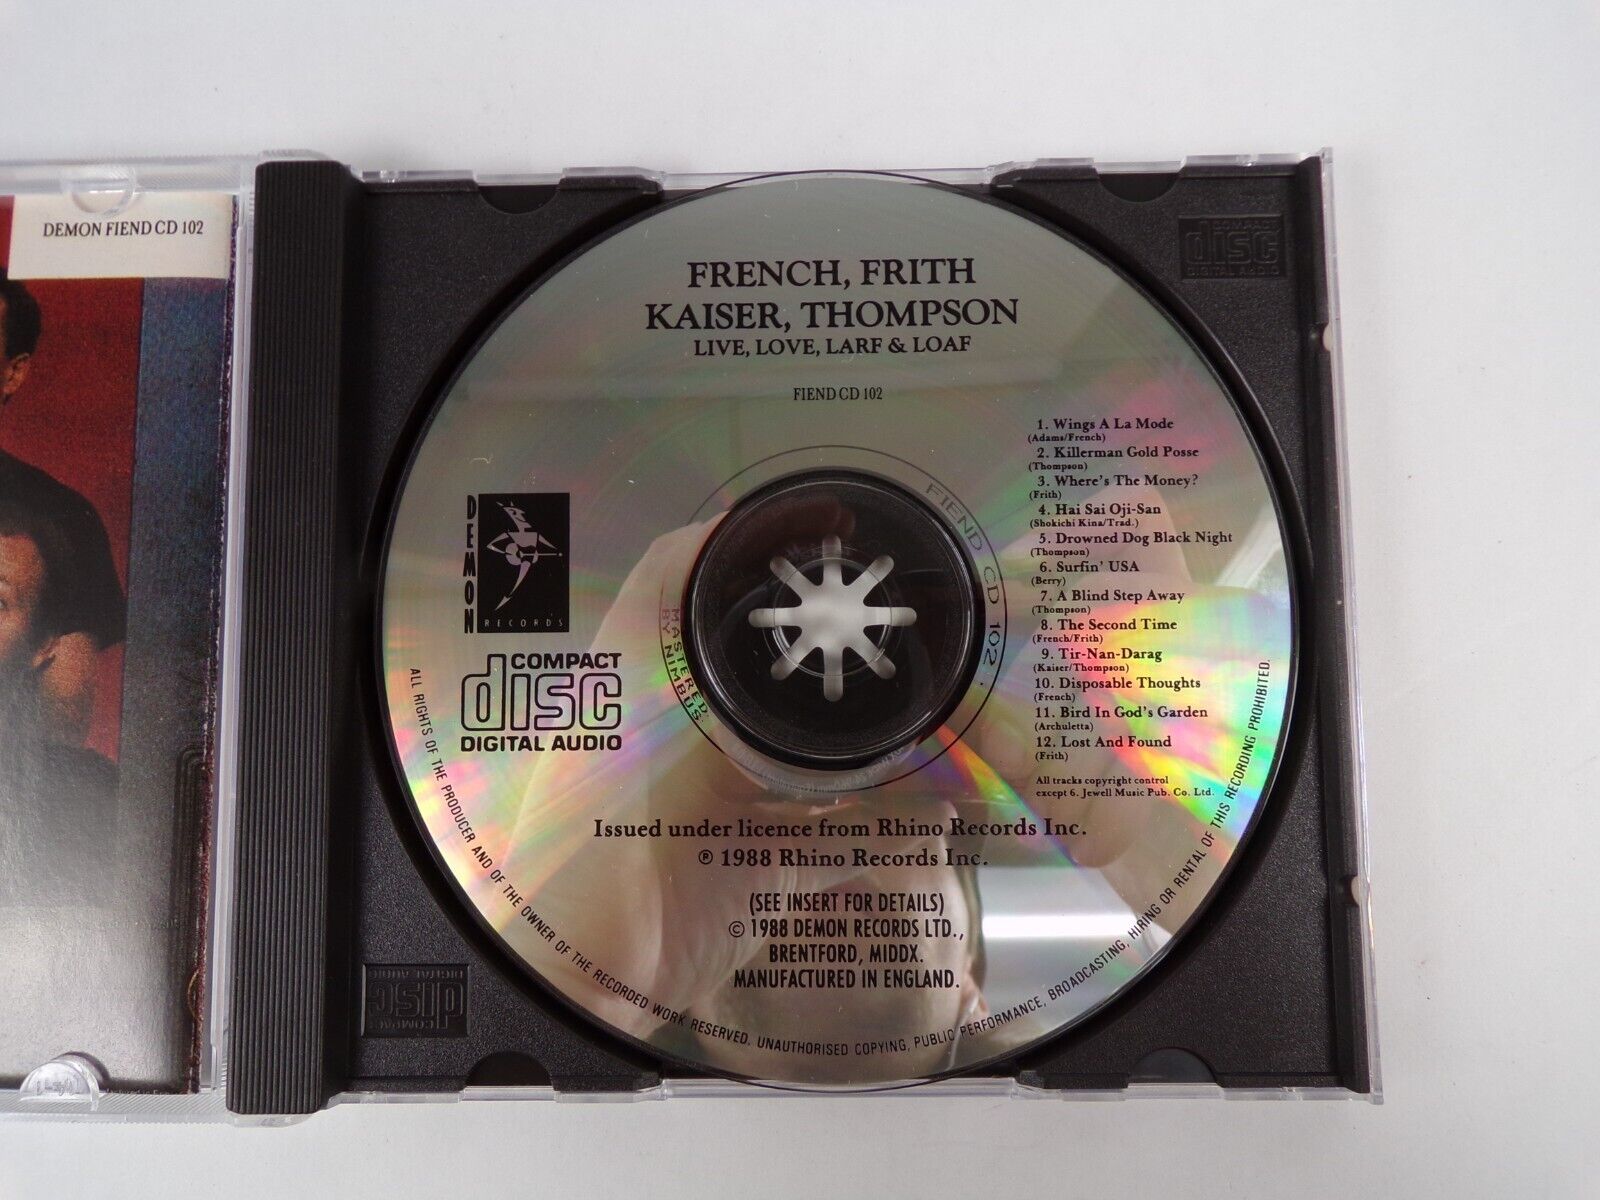 DEMON FIEND CD 102
FRENCH, FRITH
KAISER, THOMPSON
LIVE, LOVE, LARF & LOAF
FIEND CD 102
1. Wings A La Mode
(Adams/French)
2. Killerman Gold Posse
(Thompson)
3. Where's The Money?
(Frith)
4. Hai Sai Oji-San
(Shokichi Kina/Trad.)
5. Drowned Dog Black Night
(Thompson)
6. Surfin' USA
(Berry)
7. A Blind Step Away
(Thompson)
8. The Second Time
(French/Frith)
9. Tir-Nan-Darag
(Kaiser/Thompson)
10. Disposable Thoughts
(French)
11. Bird In God's Garden
(Archuletta)
12. Lost And Found
(Frith)
All tracks copyright control
except 6. Jewell Music Pub. Co. Ltd.
DEMON
RECORDS
COMPACT
disc
DIGITAL AUDIO
FIEND CD 102 .
MASTERED
BY NIMBUS
Issued under licence from Rhino Records Inc.
℗ 1988 Rhino Records Inc.
(SEE INSERT FOR DETAILS)
© 1988 DEMON RECORDS LTD.,
BRENTFORD, MIDDX.
MANUFACTURED IN ENGLAND.
ALL RIGHTS OF THE PRODUCER AND OF THE OWNER OF THE RECORDED WORK RESERVED. UNAUTHORISED COPYING, PUBLIC PERFORMANCE, BROADCASTING, HIRING OR RENTAL OF THIS RECORDING PROHIBITED.
COMPACT
disc
DIGITAL AUDIO
COMPACT
disc
DIGITAL AUDIO